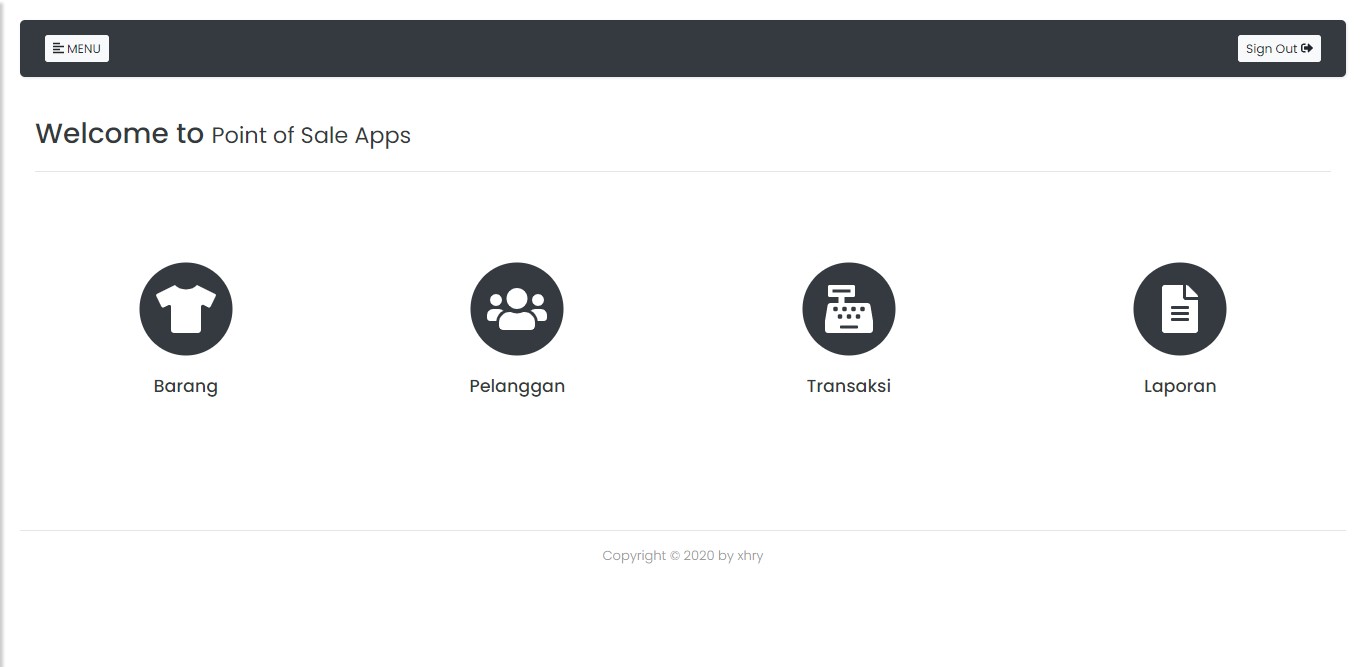 MENU
Sign Out
Welcome to Point of Sale Apps
Barang
Pelanggan
Transaksi
Laporan
Copyright © 2020 by xhry